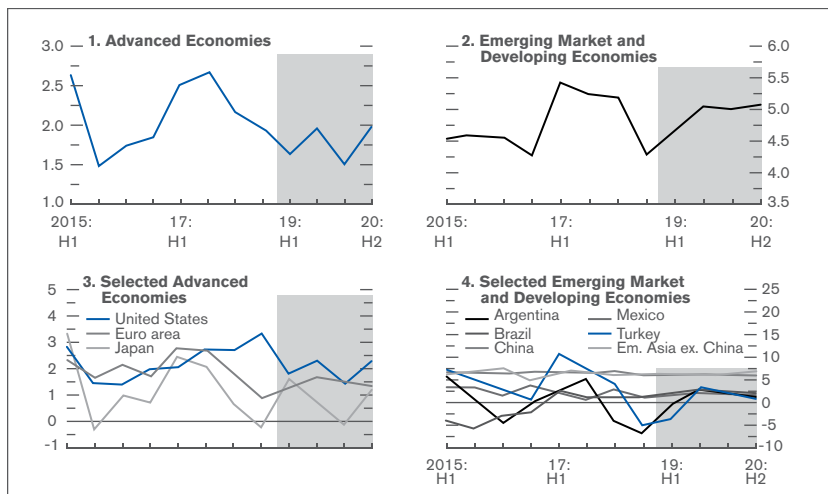 1. Advanced Economies
3.0
2.5
2.0
1.5
1.0
2015:
H1
17:
H1
19:
H1
20:
H2
2. Emerging Market and
Developing Economies
6.0
5.5
5.0
4.5
4.0
3.5
2015:
H1
17:
H1
19:
H1
20:
H2
3. Selected Advanced
Economies
United States
Euro area
Japan
5
4
3
2
1
0
-1
4. Selected Emerging Market
and Developing Economies
Argentina
Brazil
China
Mexico
Turkey
Em. Asia ex. China
25
20
15
10
5
0
-5
-10
2015:
H1
17:
H1
19:
H1
20:
H2